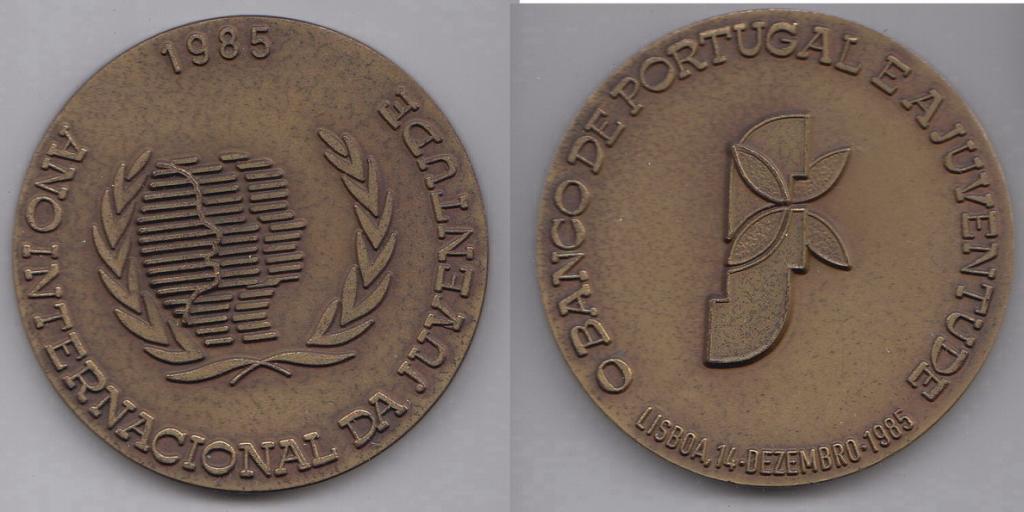 1985
ANO INTERNACIONAL DA JUVENTUDE
O BANCO DE PORTUGAL E A JUVENTUDE
LISBOA, 14·DEZEMBRO·1985